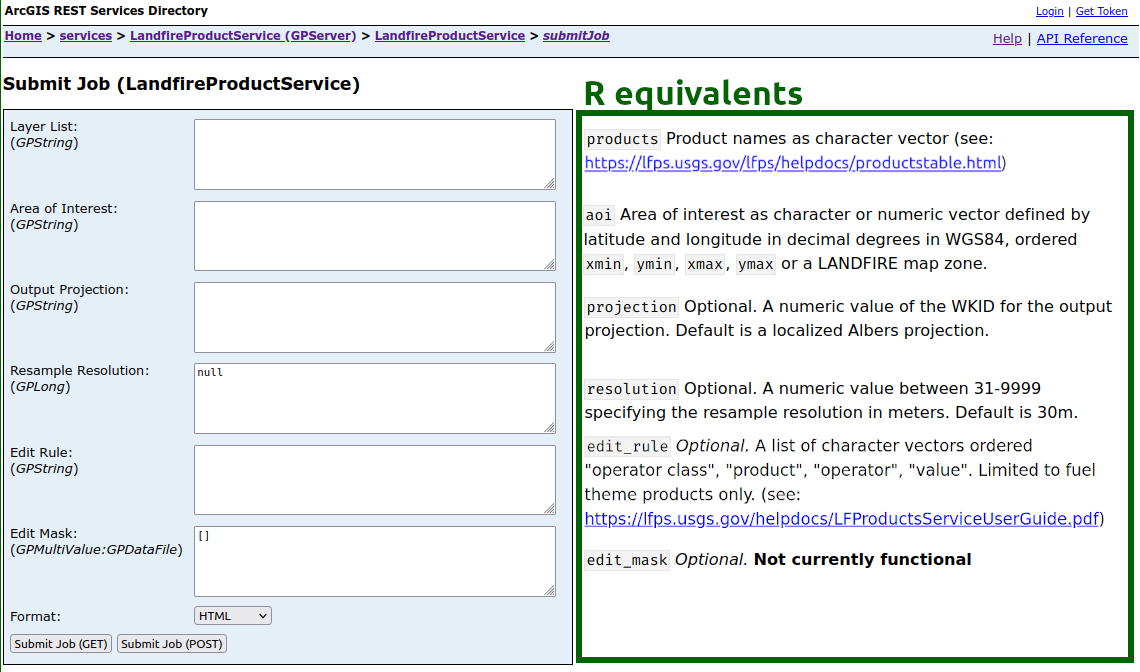 ArcGIS REST Services Directory
Login | Get Token
Home > services > LandfireProductService (GPServer) > LandfireProductService > submitJob
Help | API Reference
Submit Job (LandfireProductService)
Layer List:
(GPString)
Area of Interest:
(GPString)
Output Projection:
(GPString)
Resample Resolution:
(GPLong)
null
Edit Rule:
(GPString)
Edit Mask:
(GPMultiValue:GPDataFile)
[]
Format:
HTML
Submit Job (GET)
Submit Job (POST)
R equivalents
products Product names as character vector (see:
https://lfps.usgs.gov/lfps/helpdocs/productstable.html)
aoi Area of interest as character or numeric vector defined by
latitude and longitude in decimal degrees in WGS84, ordered
xmin, ymin, xmax, ymax or a LANDFIRE map zone.
projection Optional. A numeric value of the WKID for the output
projection. Default is a localized Albers projection.
resolution Optional. A numeric value between 31-9999
specifying the resample resolution in meters. Default is 30m.
edit_rule Optional. A list of character vectors ordered
"operator class", "product", "operator", "value". Limited to fuel
theme products only. (see:
https://lfps.usgs.gov/helpdocs/LFProductsServiceUserGuide.pdf)
edit_mask Optional. Not currently functional